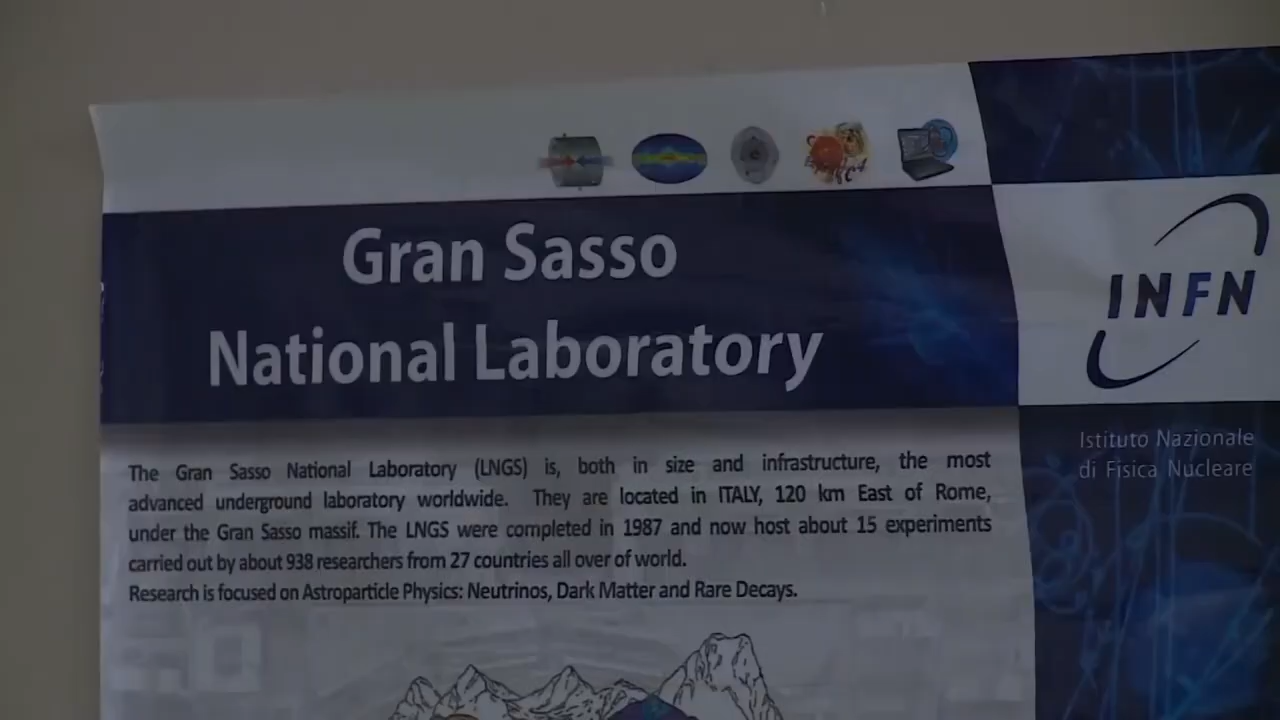 Gran Sasso
National Laboratory
INFN
Istituto Nazionale
di Fisica Nucleare
The Gran Sasso National Laboratory (LNGS) is, both in size and infrastructure, the most
advanced underground laboratory worldwide. They are located in ITALY, 120 km East of Rome,
under the Gran Sasso massif. The LNGS were completed in 1987 and now host about 15 experiments
carried out by about 938 researchers from 27 countries all over of world.
Research is focused on Astroparticle Physics: Neutrinos, Dark Matter and Rare Decays.